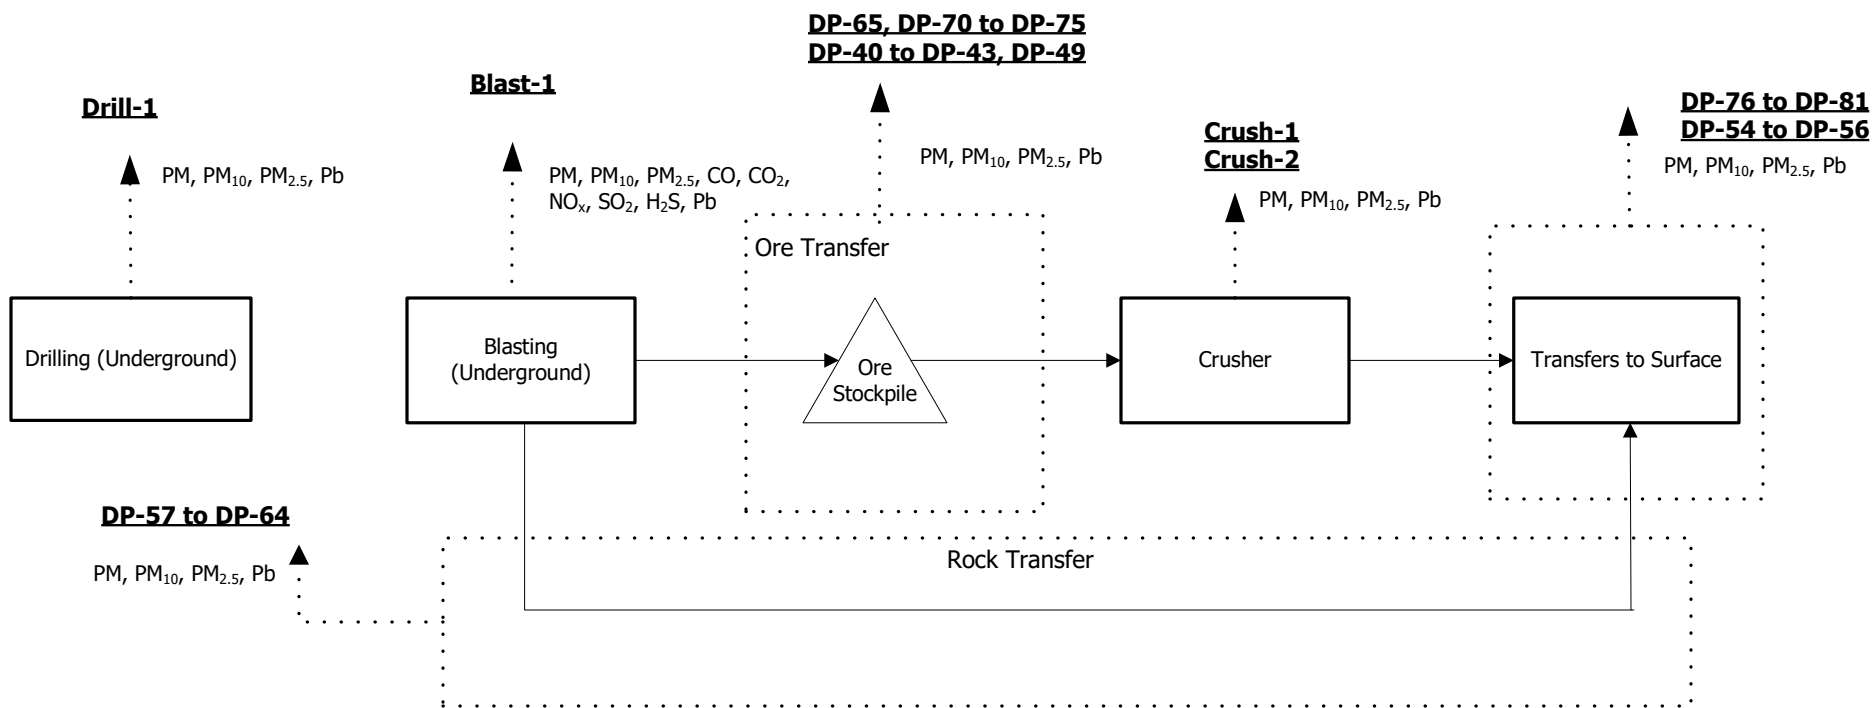 DP-65, DP-70 to DP-75
DP-40 to DP-43, DP-49
Blast-1
Drill-1
DP-76 to DP-81
DP-54 to DP-56
Crush-1
Crush-2
PM, PM₁₀, PM₂.₅, Pb
PM, PM₁₀, PM₂.₅, CO, CO₂,
NOₓ, SO₂, H₂S, Pb
PM, PM₁₀, PM₂.₅, Pb
PM, PM₁₀, PM₂.₅, Pb
PM, PM₁₀, PM₂.₅, Pb
Ore Transfer
Drilling (Underground)
Blasting
(Underground)
Ore
Stockpile
Crusher
Transfers to Surface
DP-57 to DP-64
PM, PM₁₀, PM₂.₅, Pb
Rock Transfer